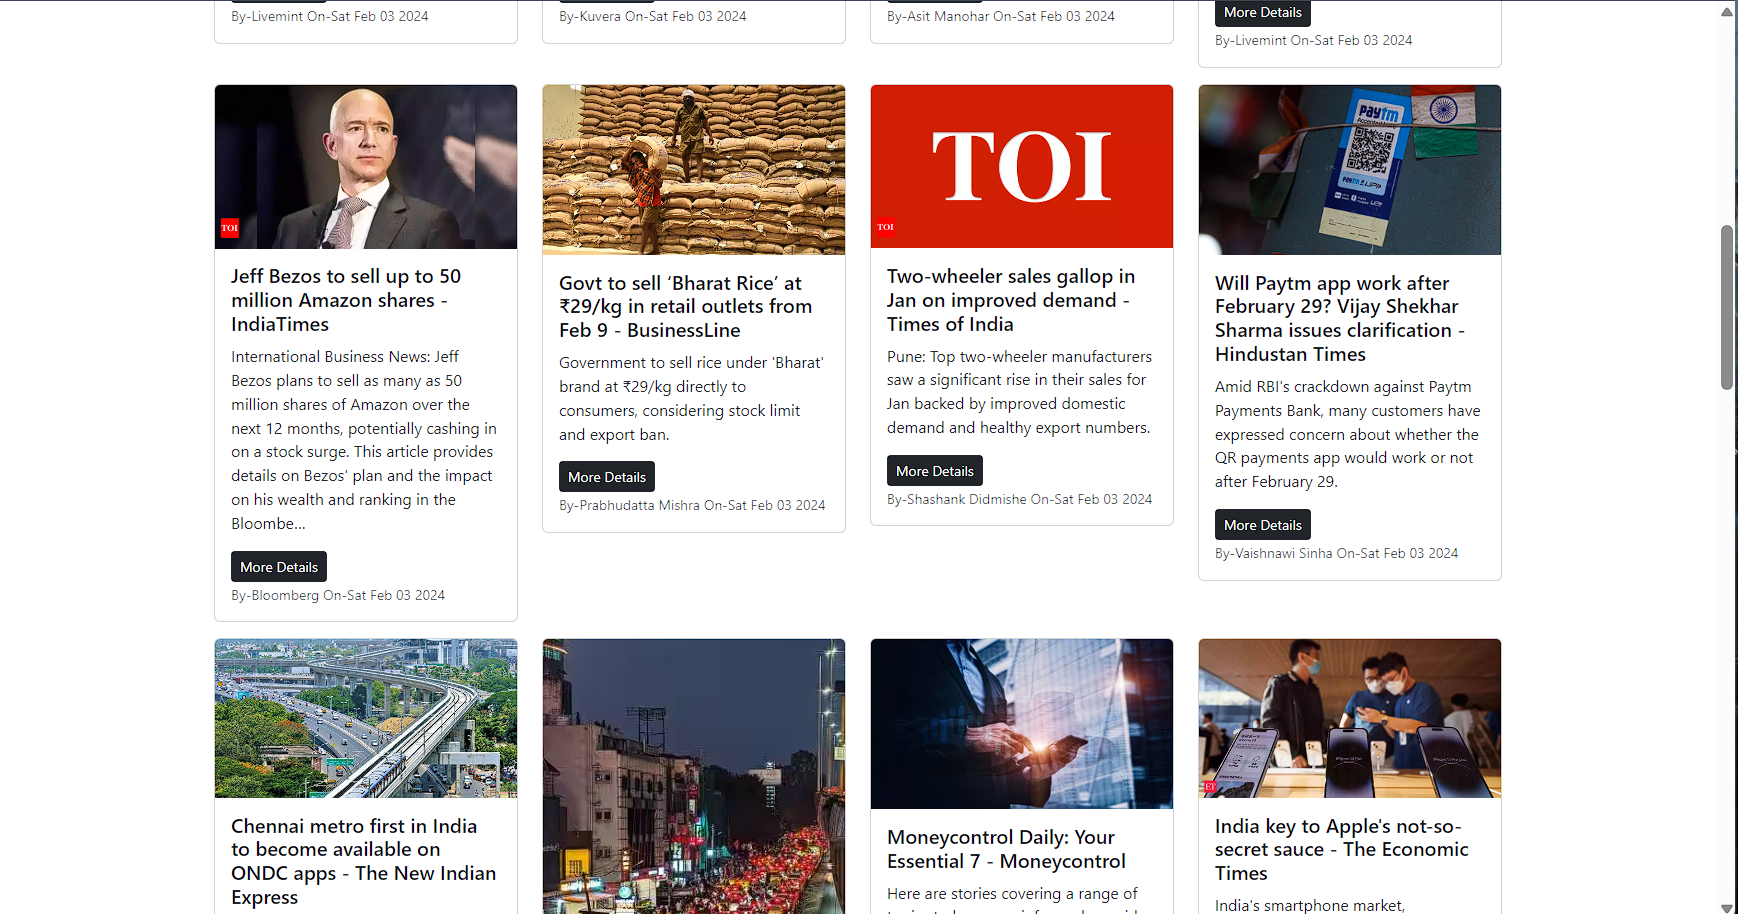 By-Livemint On-Sat Feb 03 2024
By-Kuvera On-Sat Feb 03 2024
By-Asit Manohar On-Sat Feb 03 2024
More Details
By-Livemint On-Sat Feb 03 2024
TOI
Jeff Bezos to sell up to 50
million Amazon shares -
IndiaTimes
International Business News: Jeff
Bezos plans to sell as many as 50
million shares of Amazon over the
next 12 months, potentially cashing in
on a stock surge. This article provides
details on Bezos' plan and the impact
on his wealth and ranking in the
Bloombe...
More Details
By-Bloomberg On-Sat Feb 03 2024
Govt to sell ‘Bharat Rice’ at
₹29/kg in retail outlets from
Feb 9 - BusinessLine
Government to sell rice under 'Bharat'
brand at ₹29/kg directly to
consumers, considering stock limit
and export ban.
More Details
By-Prabhudatta Mishra On-Sat Feb 03 2024
TOI
TOI
Two-wheeler sales gallop in
Jan on improved demand -
Times of India
Pune: Top two-wheeler manufacturers
saw a significant rise in their sales for
Jan backed by improved domestic
demand and healthy export numbers.
More Details
By-Shashank Didmishe On-Sat Feb 03 2024
paytm
Will Paytm app work after
February 29? Vijay Shekhar
Sharma issues clarification -
Hindustan Times
Amid RBI's crackdown against Paytm
Payments Bank, many customers have
expressed concern about whether the
QR payments app would work or not
after February 29.
More Details
By-Vaishnawi Sinha On-Sat Feb 03 2024
Chennai metro first in India
to become available on
ONDC apps - The New Indian
Express
Moneycontrol Daily: Your
Essential 7 - Moneycontrol
Here are stories covering a range of
ET
India key to Apple's not-so-
secret sauce - The Economic
Times
India's smartphone market,